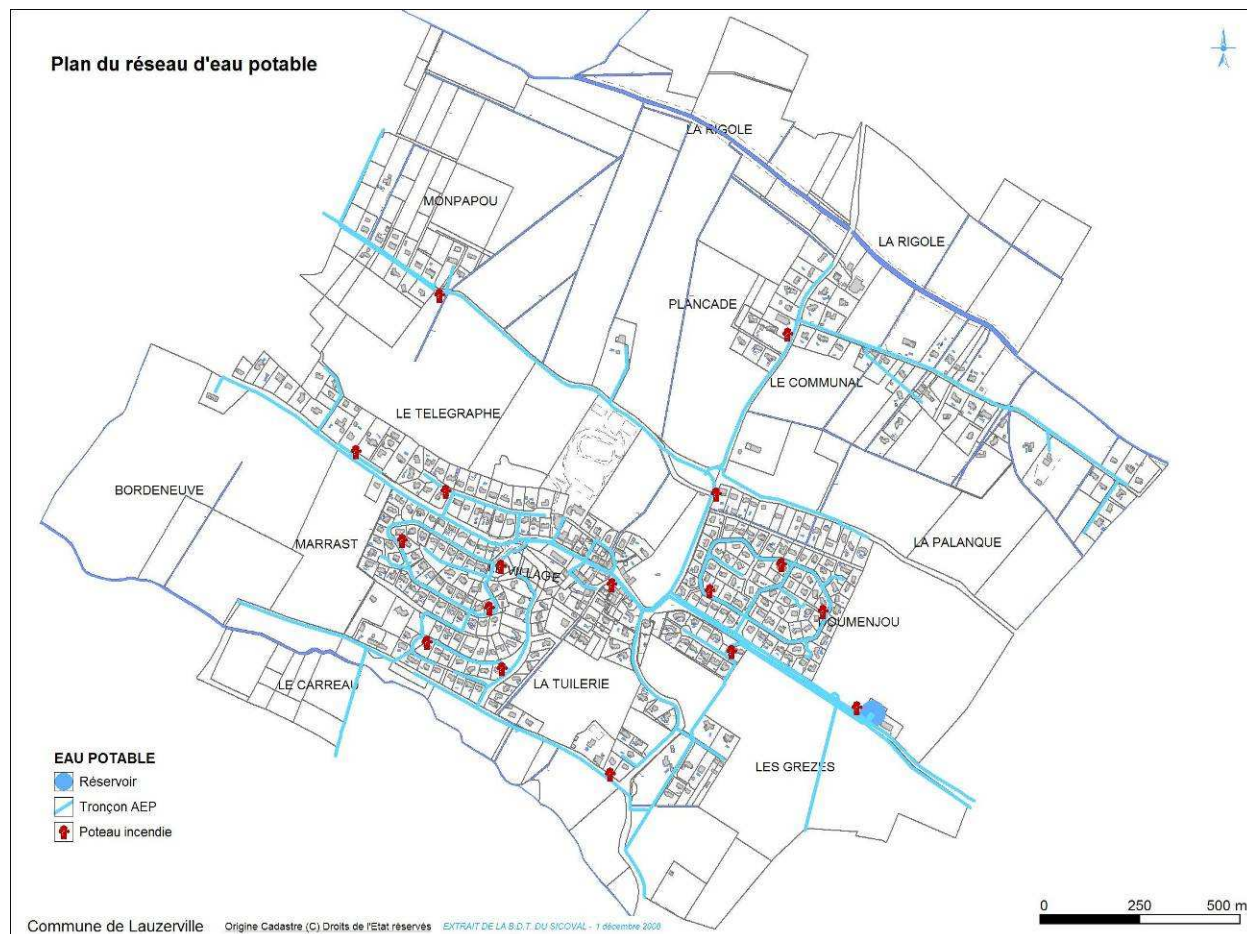 Plan du réseau d'eau potable
LA RIGOLE
MONPAPOU
LA RIGOLE
PLANCADE
LE COMMUNAL
LE TELEGRAPHE
BORDENEUVE
MARRAST
LA PALANQUE
VILLAGE
POUMENJOU
LE CARREAU
LA TUILERIE
LES GREZES
EAU POTABLE
Réservoir
Tronçon AEP
Poteau incendie
0 250 500 m
Commune de Lauzerville Origine Cadastre (C) Droits de l'Etat réservés EXTRAIT DE LA B.D.T. DU SICOVAL - 1 décembre 2008